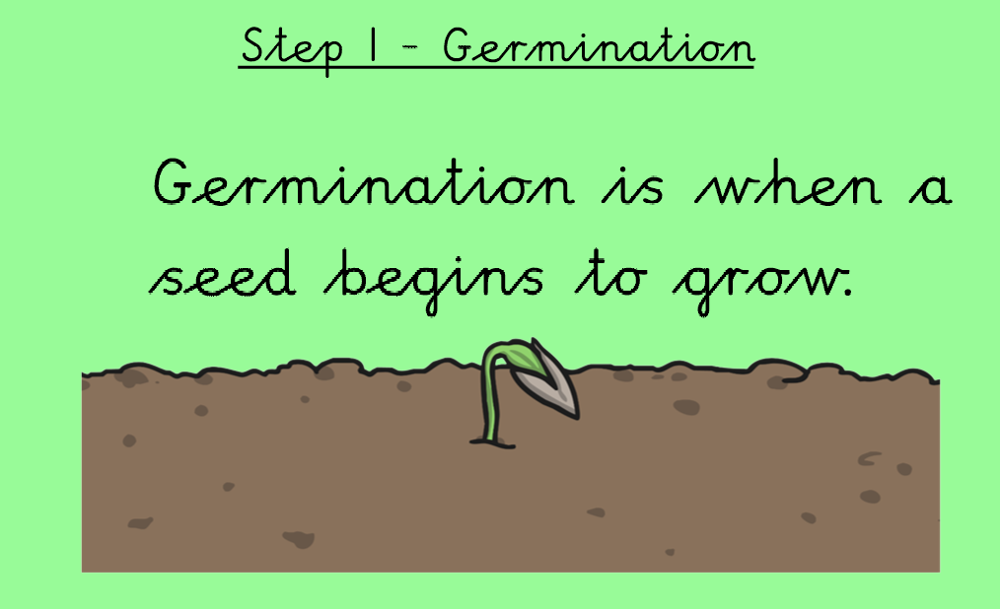 Step 1 - Germination
Germination is when a
seed begins to grow.